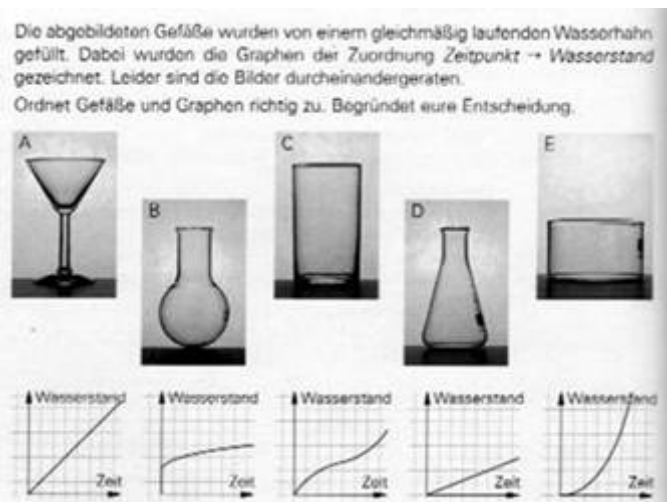 Die abgebildeten Gefäße wurden von einem gleichmäßig laufenden Wasserhahn
gefüllt. Dabei wurden die Graphen der Zuordnung Zeitpunkt → Wasserstand
gezeichnet. Leider sind die Bilder durcheinandergeraten.
Ordnet Gefäße und Graphen richtig zu. Begründet eure Entscheidung.
A
B
C
D
E
Wasserstand
Zeit
Wasserstand
Zeit
Wasserstand
Zeit
Wasserstand
Zeit
Wasserstand
Zeit